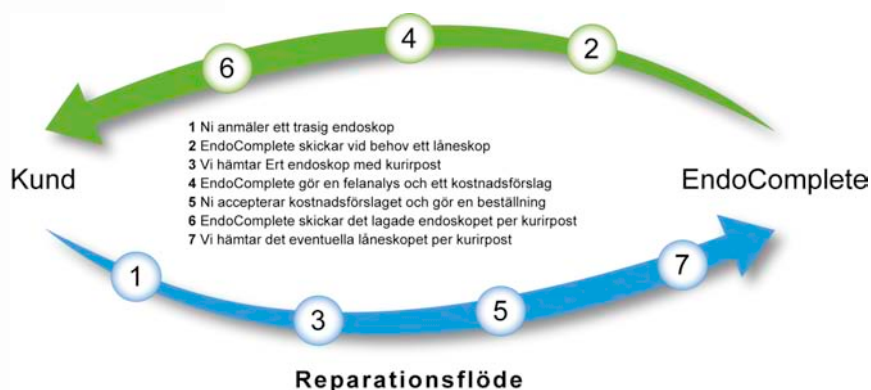 6
4
2
1 Ni anmäler ett trasig endoskop
2 EndoComplete skickar vid behov ett låneskop
3 Vi hämtar Ert endoskop med kurirpost
Kund
4 EndoComplete gör en felanalys och ett kostnadsförslag
EndoComplete
5 Ni accepterar kostnadsförslaget och gör en beställning
6 EndoComplete skickar det lagade endoskopet per kurirpost
7 Vi hämtar det eventuella låneskopet per kurirpost
1
3
5
7
Reparationsflöde